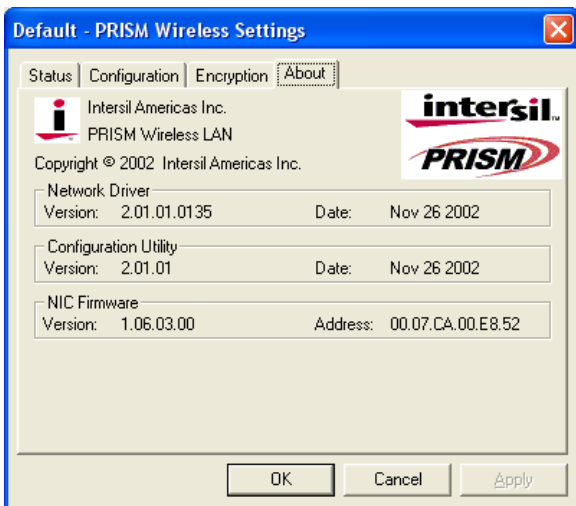 Default - PRISM Wireless Settings
Status Configuration Encryption About
Intersil Americas Inc.
PRISM Wireless LAN
intersil™
PRISM
Copyright © 2002 Intersil Americas Inc.
Network Driver
Version: 2.01.01.0135 Date: Nov 26 2002
Configuration Utility
Version: 2.01.01 Date: Nov 26 2002
NIC Firmware
Version: 1.06.03.00 Address: 00.07.CA.00.E8.52
OK Cancel Apply